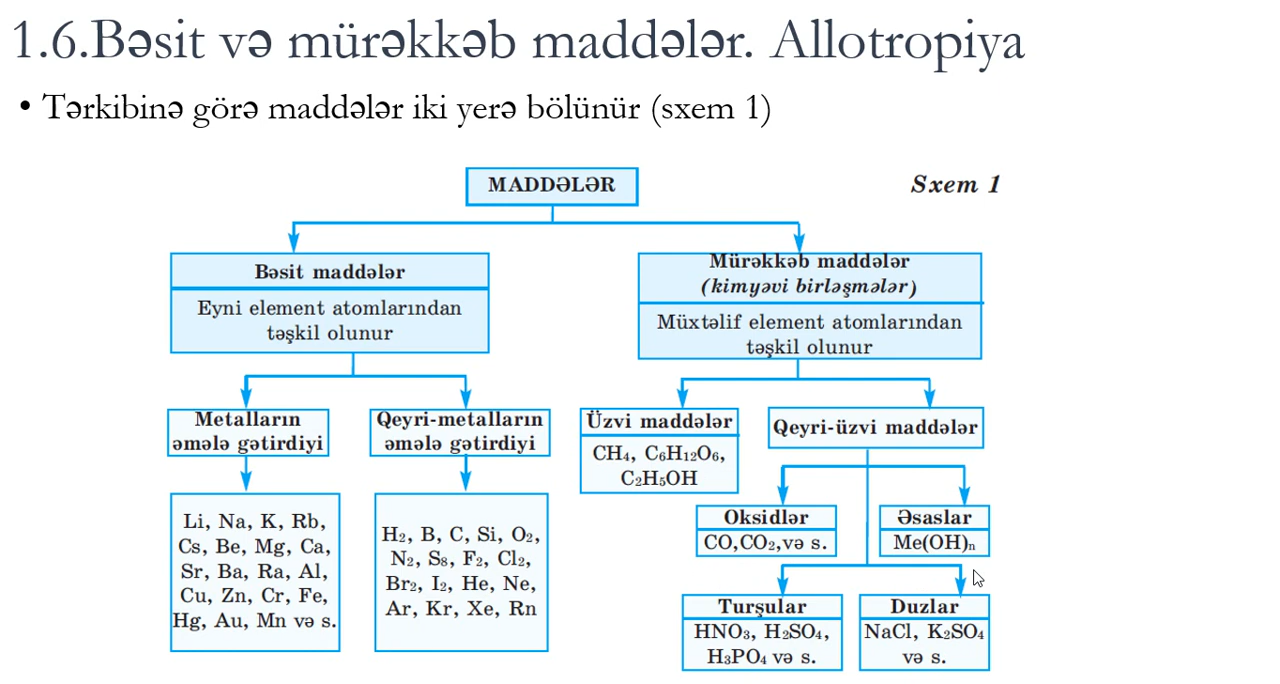 1.6.Bəsit və mürəkkəb maddələr. Allotropiya
• Tərkibinə görə maddələr iki yerə bölünür (sxem 1)
MADDƏLƏR
Sxem 1
Bəsit maddələr
Eyni element atomlarından
təşkil olunur
Mürəkkəb maddələr
(kimyəvi birləşmələr)
Müxtəlif element atomlarından
təşkil olunur
Metalların
əmələ gətirdiyi
Qeyri-metalların
əmələ gətirdiyi
Üzvi maddələr
CH₄, C₆H₁₂O₆,
C₂H₅OH
Qeyri-üzvi maddələr
Li, Na, K, Rb,
Cs, Be, Mg, Ca,
Sr, Ba, Ra, Al,
Cu, Zn, Cr, Fe,
Hg, Au, Mn və s.
H₂, B, C, Si, O₂,
N₂, S₈, F₂, Cl₂,
Br₂, I₂, He, Ne,
Ar, Kr, Xe, Rn
Oksidlər
CO,CO₂,və s.
Əsaslar
Me(OH)ₙ
Turşular
HNO₃, H₂SO₄,
H₃PO₄ və s.
Duzlar
NaCl, K₂SO₄
və s.